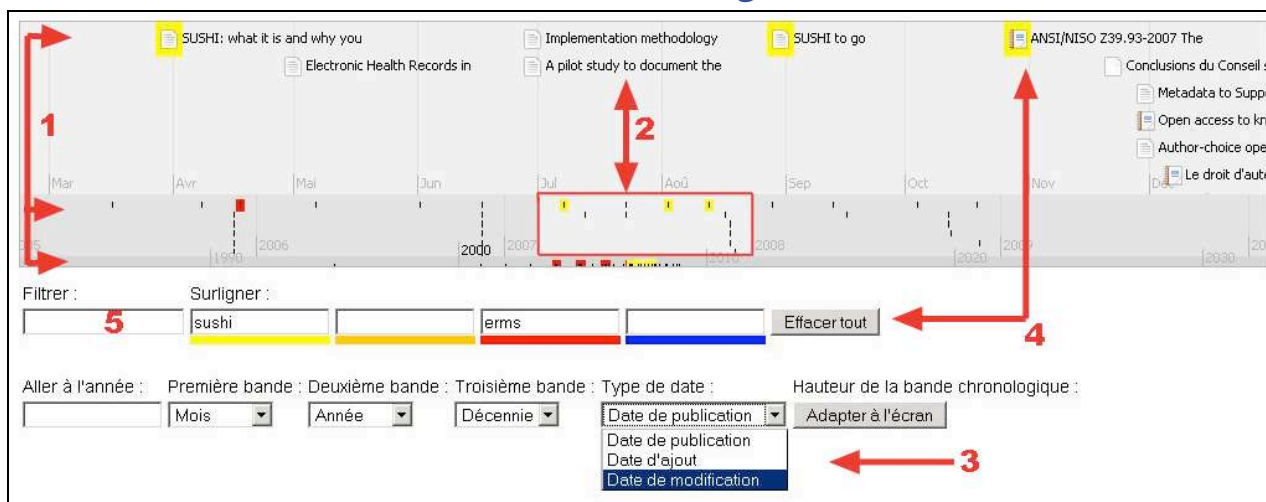 SUSHI: what it is and why you
Implementation methodology
SUSHI to go
ANSI/NISO Z39.93-2007 The
Electronic Health Records in
A pilot study to document the
Conclusions du Conseil s
Metadata to Supp
1
2
Open access to kn
Author-choice ope
Le droit d'aut
Mar
Avr
Mai
Jun
Jul
Aoû
Sep
Oct
Nov
2006
2007
2008
2009
1990
2000
2010
2020
2030
Filtrer :
Surligner :
5
sushi
erms
Effacer tout
4
Aller à l'année :
Première bande :
Deuxième bande :
Troisième bande :
Type de date :
Hauteur de la bande chronologique :
Mois
Année
Décennie
Date de publication
Adapter à l'écran
Date de publication
Date d'ajout
Date de modification
3